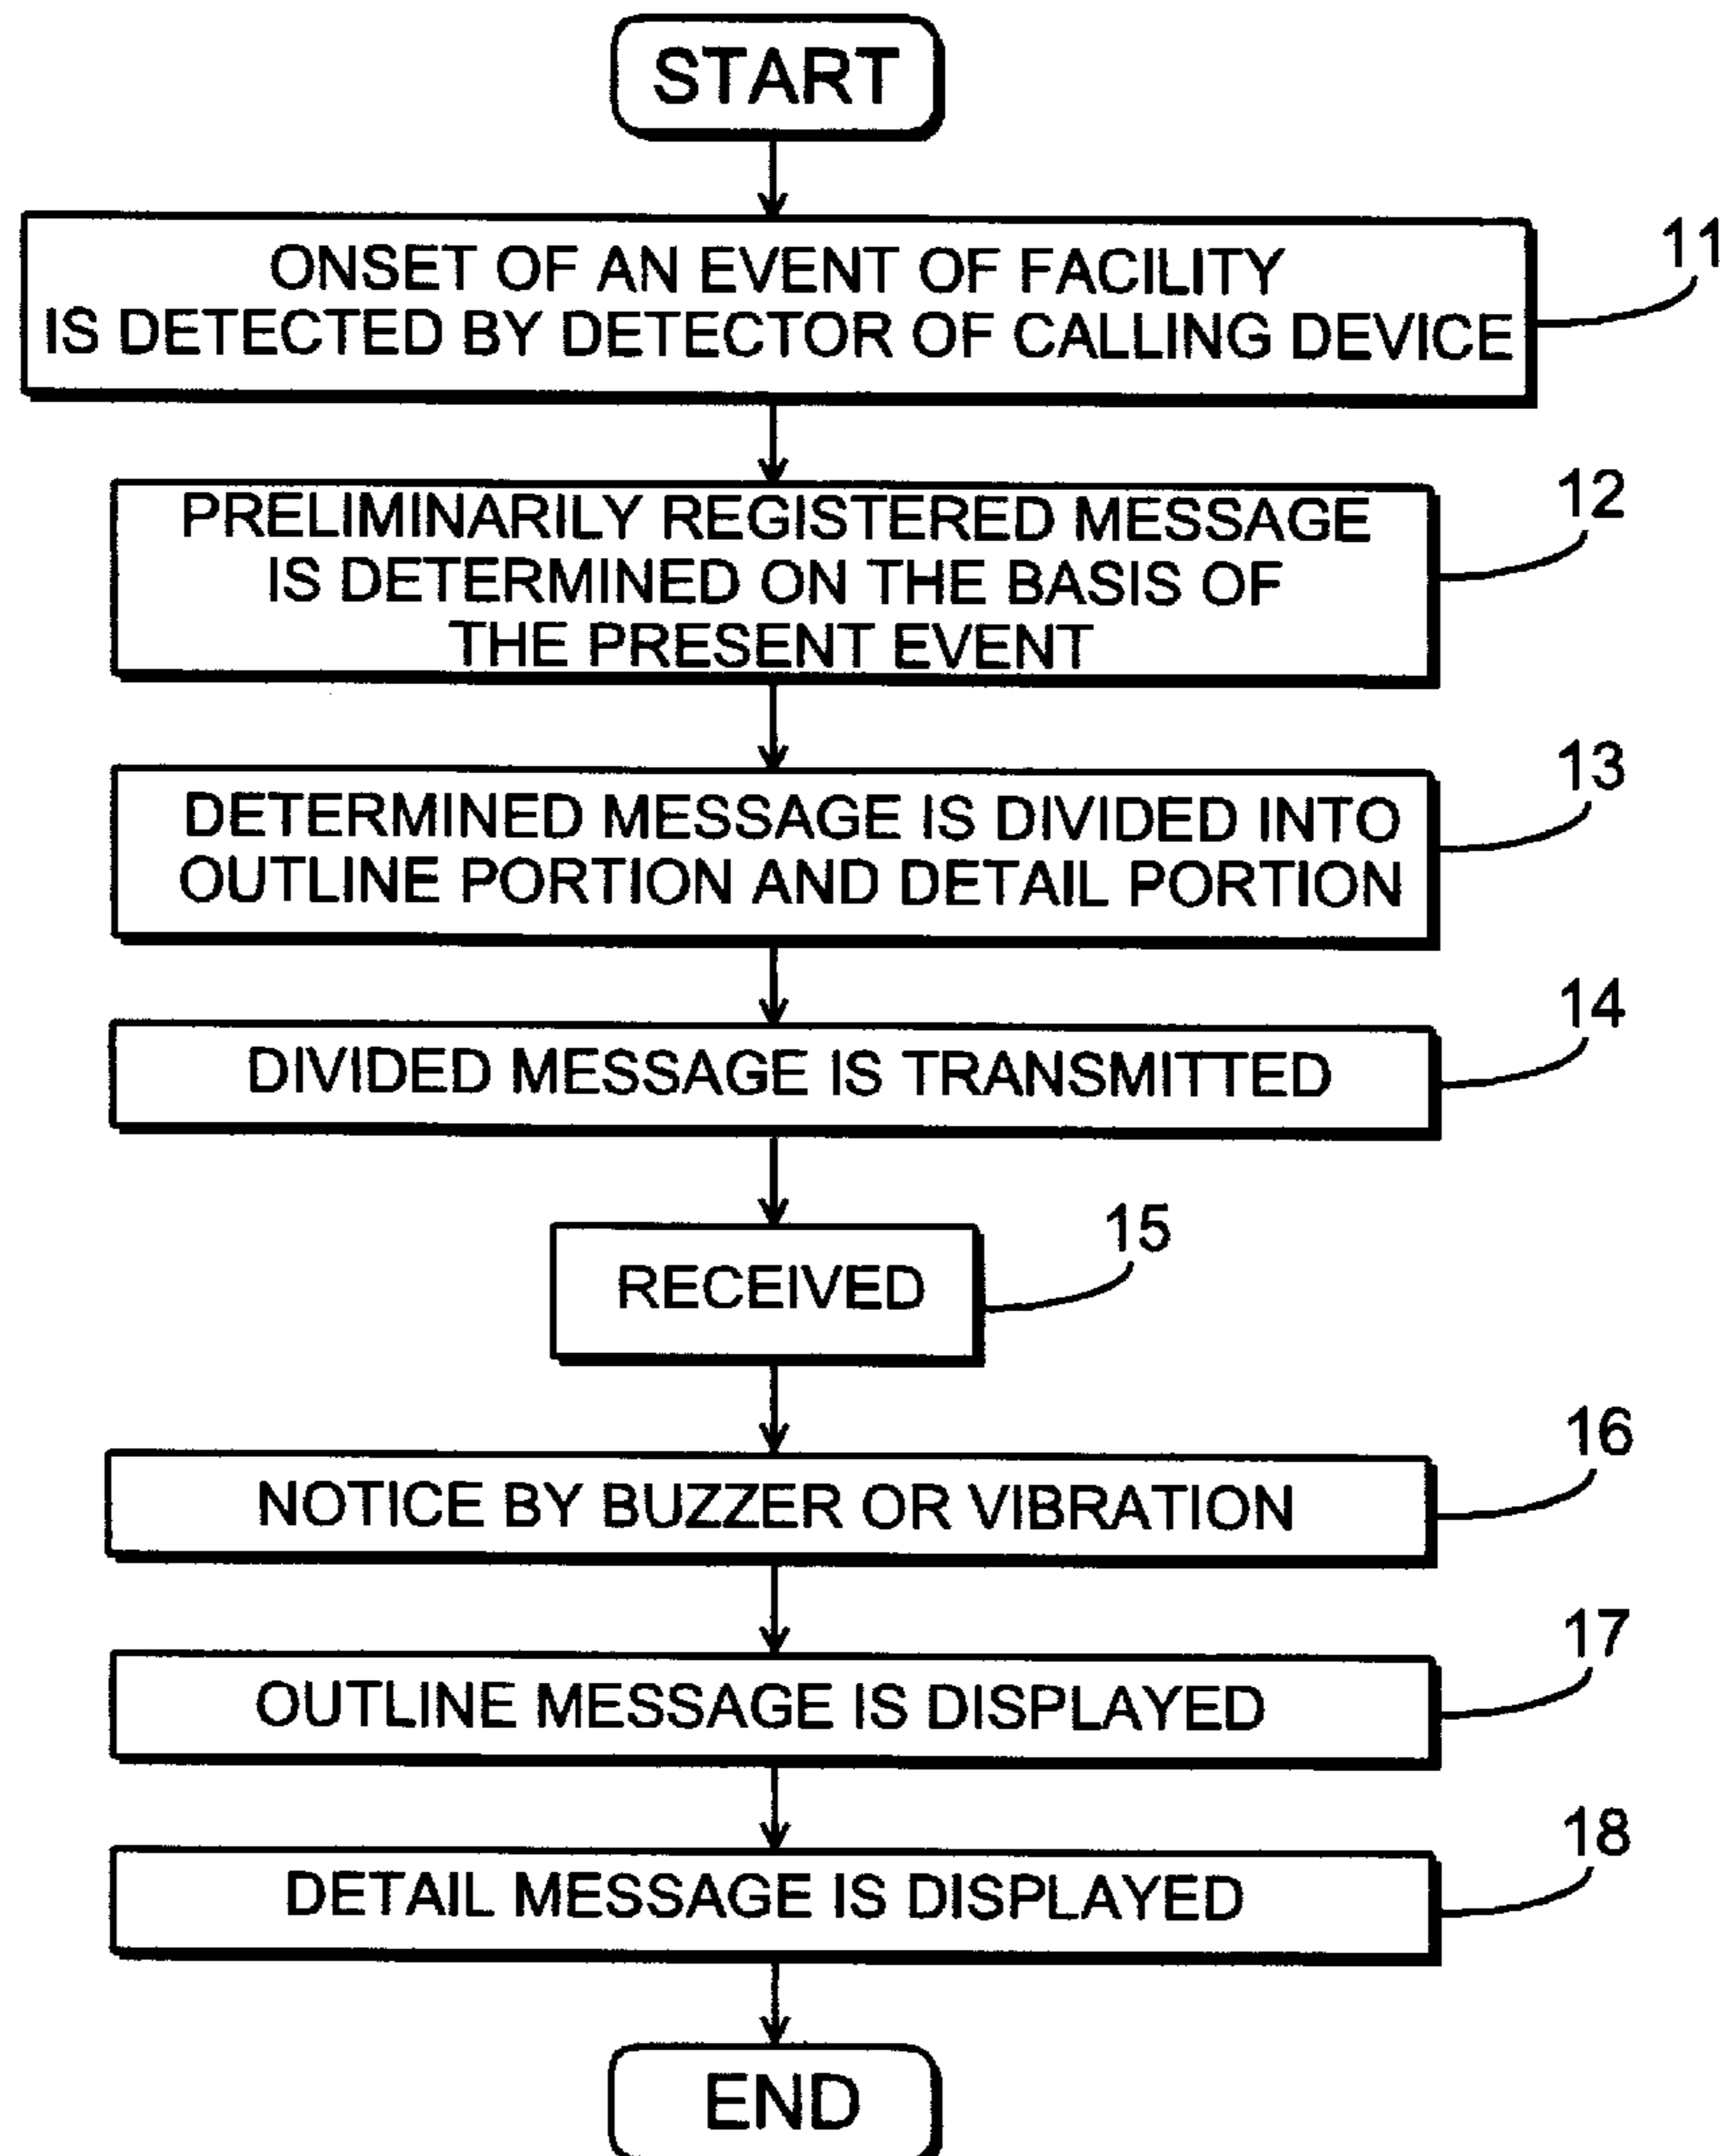 START
ONSET OF AN EVENT OF FACILITY
IS DETECTED BY DETECTOR OF CALLING DEVICE
11
PRELIMINARILY REGISTERED MESSAGE
IS DETERMINED ON THE BASIS OF
THE PRESENT EVENT
12
DETERMINED MESSAGE IS DIVIDED INTO
OUTLINE PORTION AND DETAIL PORTION
13
DIVIDED MESSAGE IS TRANSMITTED
14
RECEIVED
15
NOTICE BY BUZZER OR VIBRATION
16
OUTLINE MESSAGE IS DISPLAYED
17
DETAIL MESSAGE IS DISPLAYED
18
END